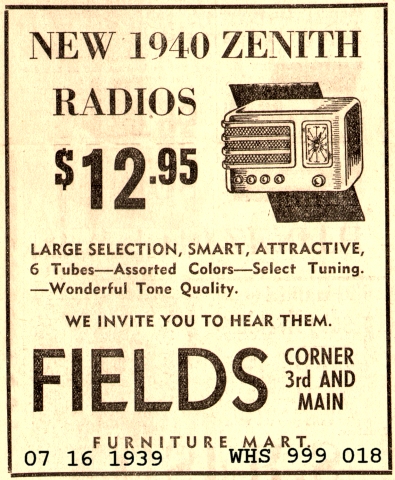 NEW 1940 ZENITH
RADIOS
$12.95
LARGE SELECTION, SMART, ATTRACTIVE,
6 Tubes—Assorted Colors—Select Tuning.
—Wonderful Tone Quality.
WE INVITE YOU TO HEAR THEM.
FIELDS
CORNER
3rd AND
MAIN
FURNITURE MART.
07 16 1939 WHS 999 018